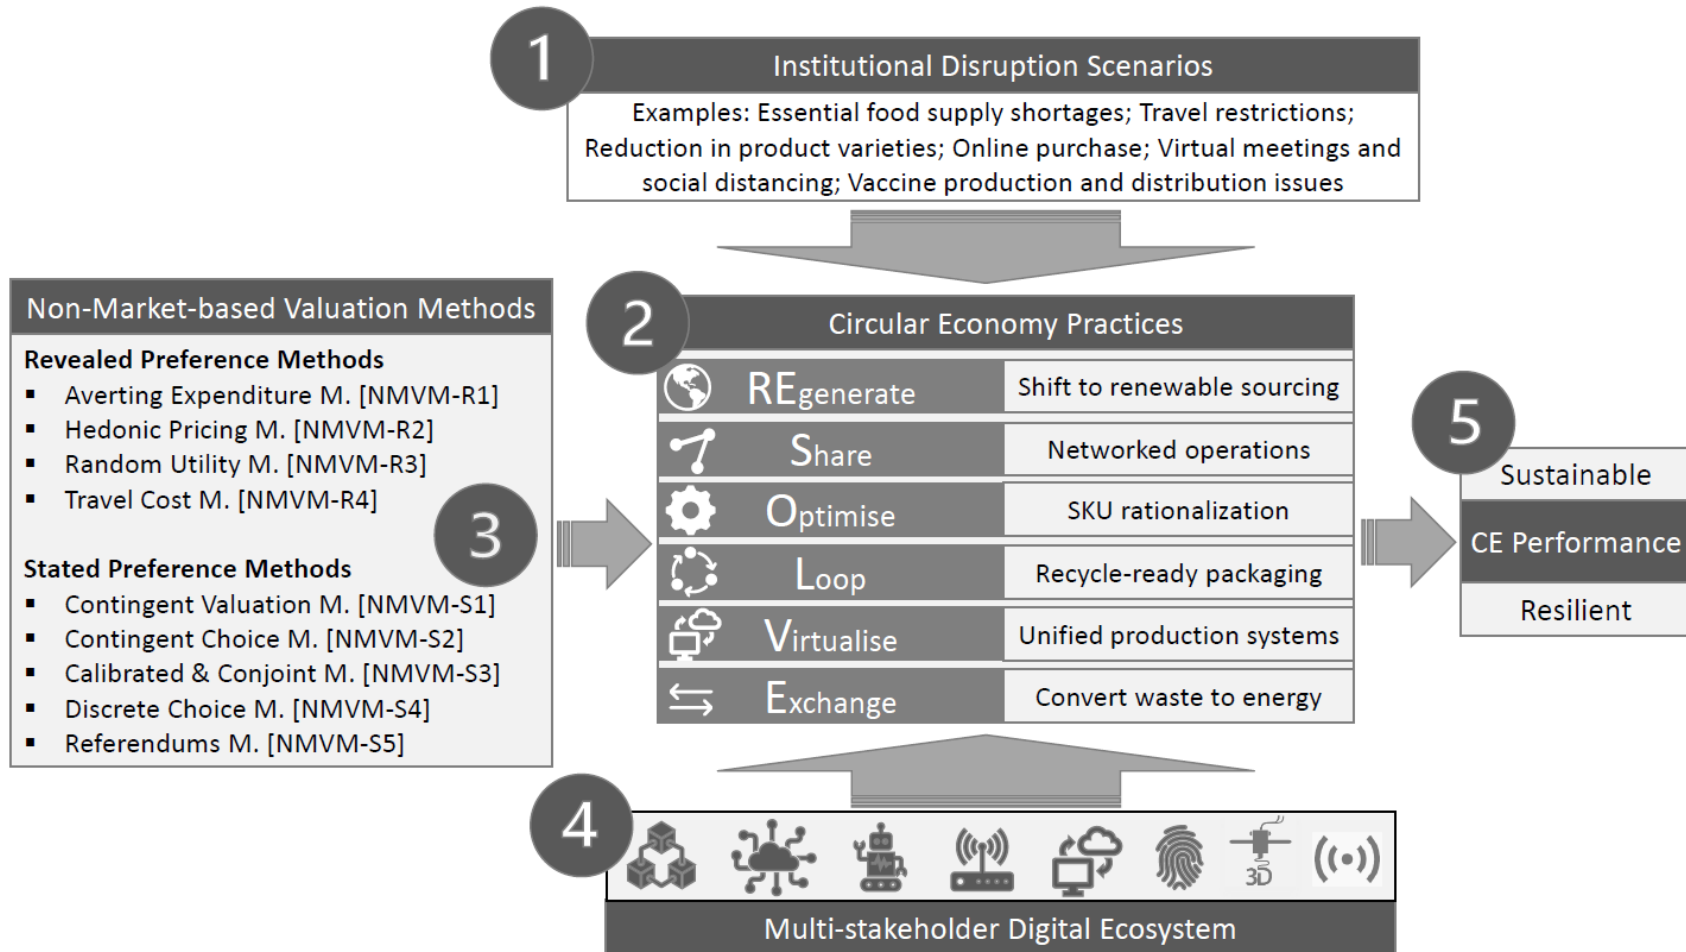 1
Institutional Disruption Scenarios
Examples: Essential food supply shortages; Travel restrictions;
Reduction in product varieties; Online purchase; Virtual meetings and
social distancing; Vaccine production and distribution issues
Non-Market-based Valuation Methods
Revealed Preference Methods
▪ Averting Expenditure M. [NMVM-R1]
▪ Hedonic Pricing M. [NMVM-R2]
▪ Random Utility M. [NMVM-R3]
▪ Travel Cost M. [NMVM-R4]
3
Stated Preference Methods
▪ Contingent Valuation M. [NMVM-S1]
▪ Contingent Choice M. [NMVM-S2]
▪ Calibrated & Conjoint M. [NMVM-S3]
▪ Discrete Choice M. [NMVM-S4]
▪ Referendums M. [NMVM-S5]
2
Circular Economy Practices
REgenerate Shift to renewable sourcing
Share Networked operations
Optimise SKU rationalization
Loop Recycle-ready packaging
Virtualise Unified production systems
Exchange Convert waste to energy
5
Sustainable
CE Performance
Resilient
4
3D
Multi-stakeholder Digital Ecosystem